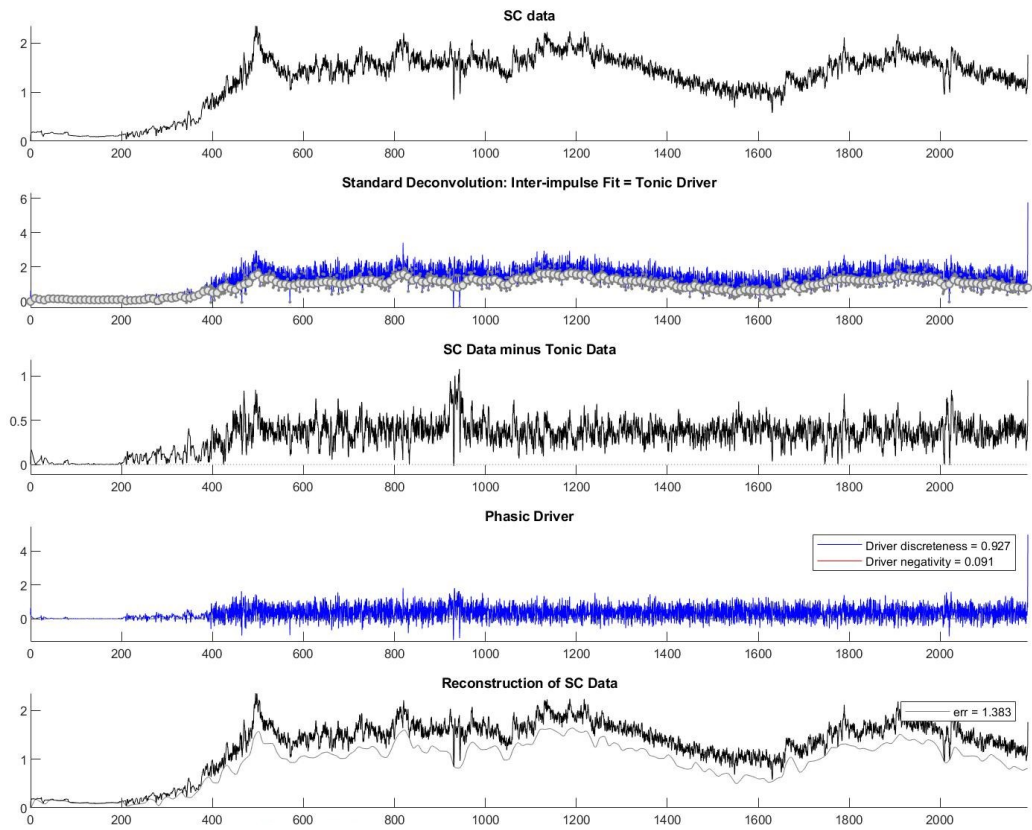 SC data
2
1
0
0 200 400 600 800 1000 1200 1400 1600 1800 2000
Standard Deconvolution: Inter-impulse Fit = Tonic Driver
6
4
2
0
0 200 400 600 800 1000 1200 1400 1600 1800 2000
SC Data minus Tonic Data
1
0.5
0
0 200 400 600 800 1000 1200 1400 1600 1800 2000
Phasic Driver
4
2
0
Driver discreteness = 0.927
Driver negativity = 0.091
0 200 400 600 800 1000 1200 1400 1600 1800 2000
Reconstruction of SC Data
2
1
0
err = 1.383
0 200 400 600 800 1000 1200 1400 1600 1800 2000